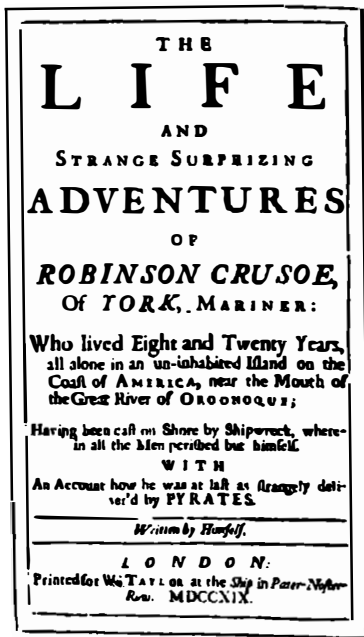 THE
LIFE
AND
STRANGE SURPRIZING
ADVENTURES
OF
ROBINSON CRUSOE,
Of YORK, MARINER:
Who lived Eight and Twenty Years,
all alone in an un-inhabited Iſland on the
Coaſt of AMERICA, near the Mouth of
the Great River of OROONOQUE;
Having been caſt on Shore by Shipwreck, where-
in all the Men periſhed but himſelf.
WITH
An Account how he was at laſt as ſtrangely deli-
ver'd by PYRATES.
Written by Himſelf.
LONDON:
Printed for W. TAYLOR at the Ship in Pater-Noſter-
Row. MDCCXIX.